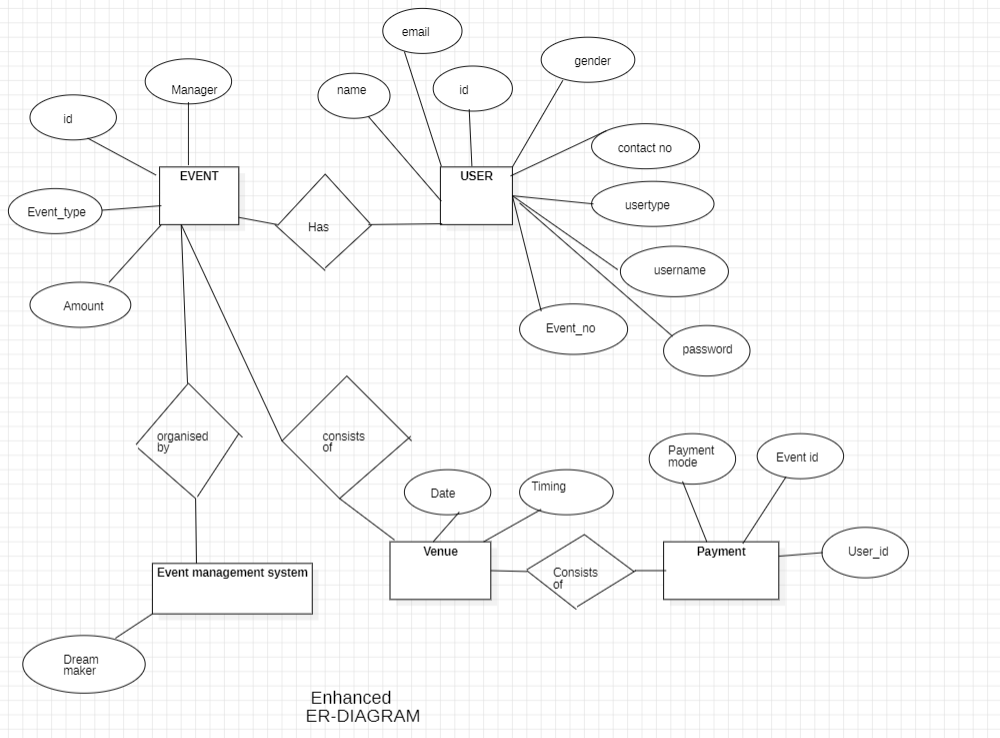 email
gender
Manager
name
id
id
contact no
EVENT
USER
Event_type
usertype
Has
username
Amount
Event_no
password
organised
by
consists
of
Payment
mode
Event id
Date
Timing
Venue
Payment
User_id
Event management system
Consists
of
Dream
maker
Enhanced
ER-DIAGRAM